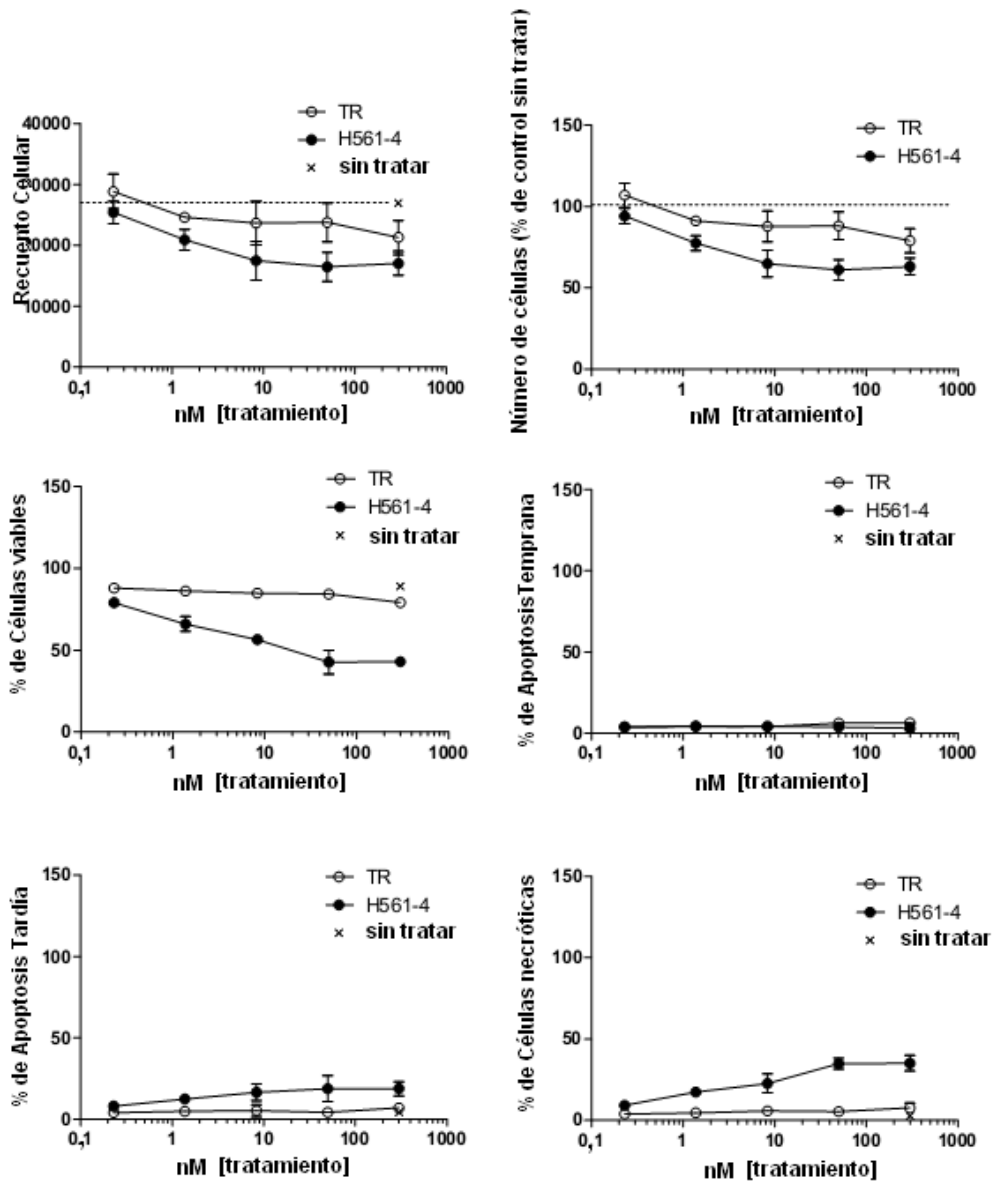 Recuento Celular
40000
30000
20000
10000
0
TR
H561-4
sin tratar
0,1
1
10
100
1000
nM [tratamiento]
Número de células (% de control sin tratar)
150
100
50
0
TR
H561-4
0,1
1
10
100
1000
nM [tratamiento]
% de Células viables
150
100
50
0
TR
H561-4
sin tratar
0,1
1
10
100
1000
nM [tratamiento]
% de ApoptosisTemprana
150
100
50
0
TR
H561-4
sin tratar
0,1
1
10
100
1000
nM [tratamiento]
% de Apoptosis Tardía
150
100
50
0
TR
H561-4
sin tratar
0,1
1
10
100
1000
nM [tratamiento]
% de Células necróticas
150
100
50
0
TR
H561-4
sin tratar
0,1
1
10
100
1000
nM [tratamiento]